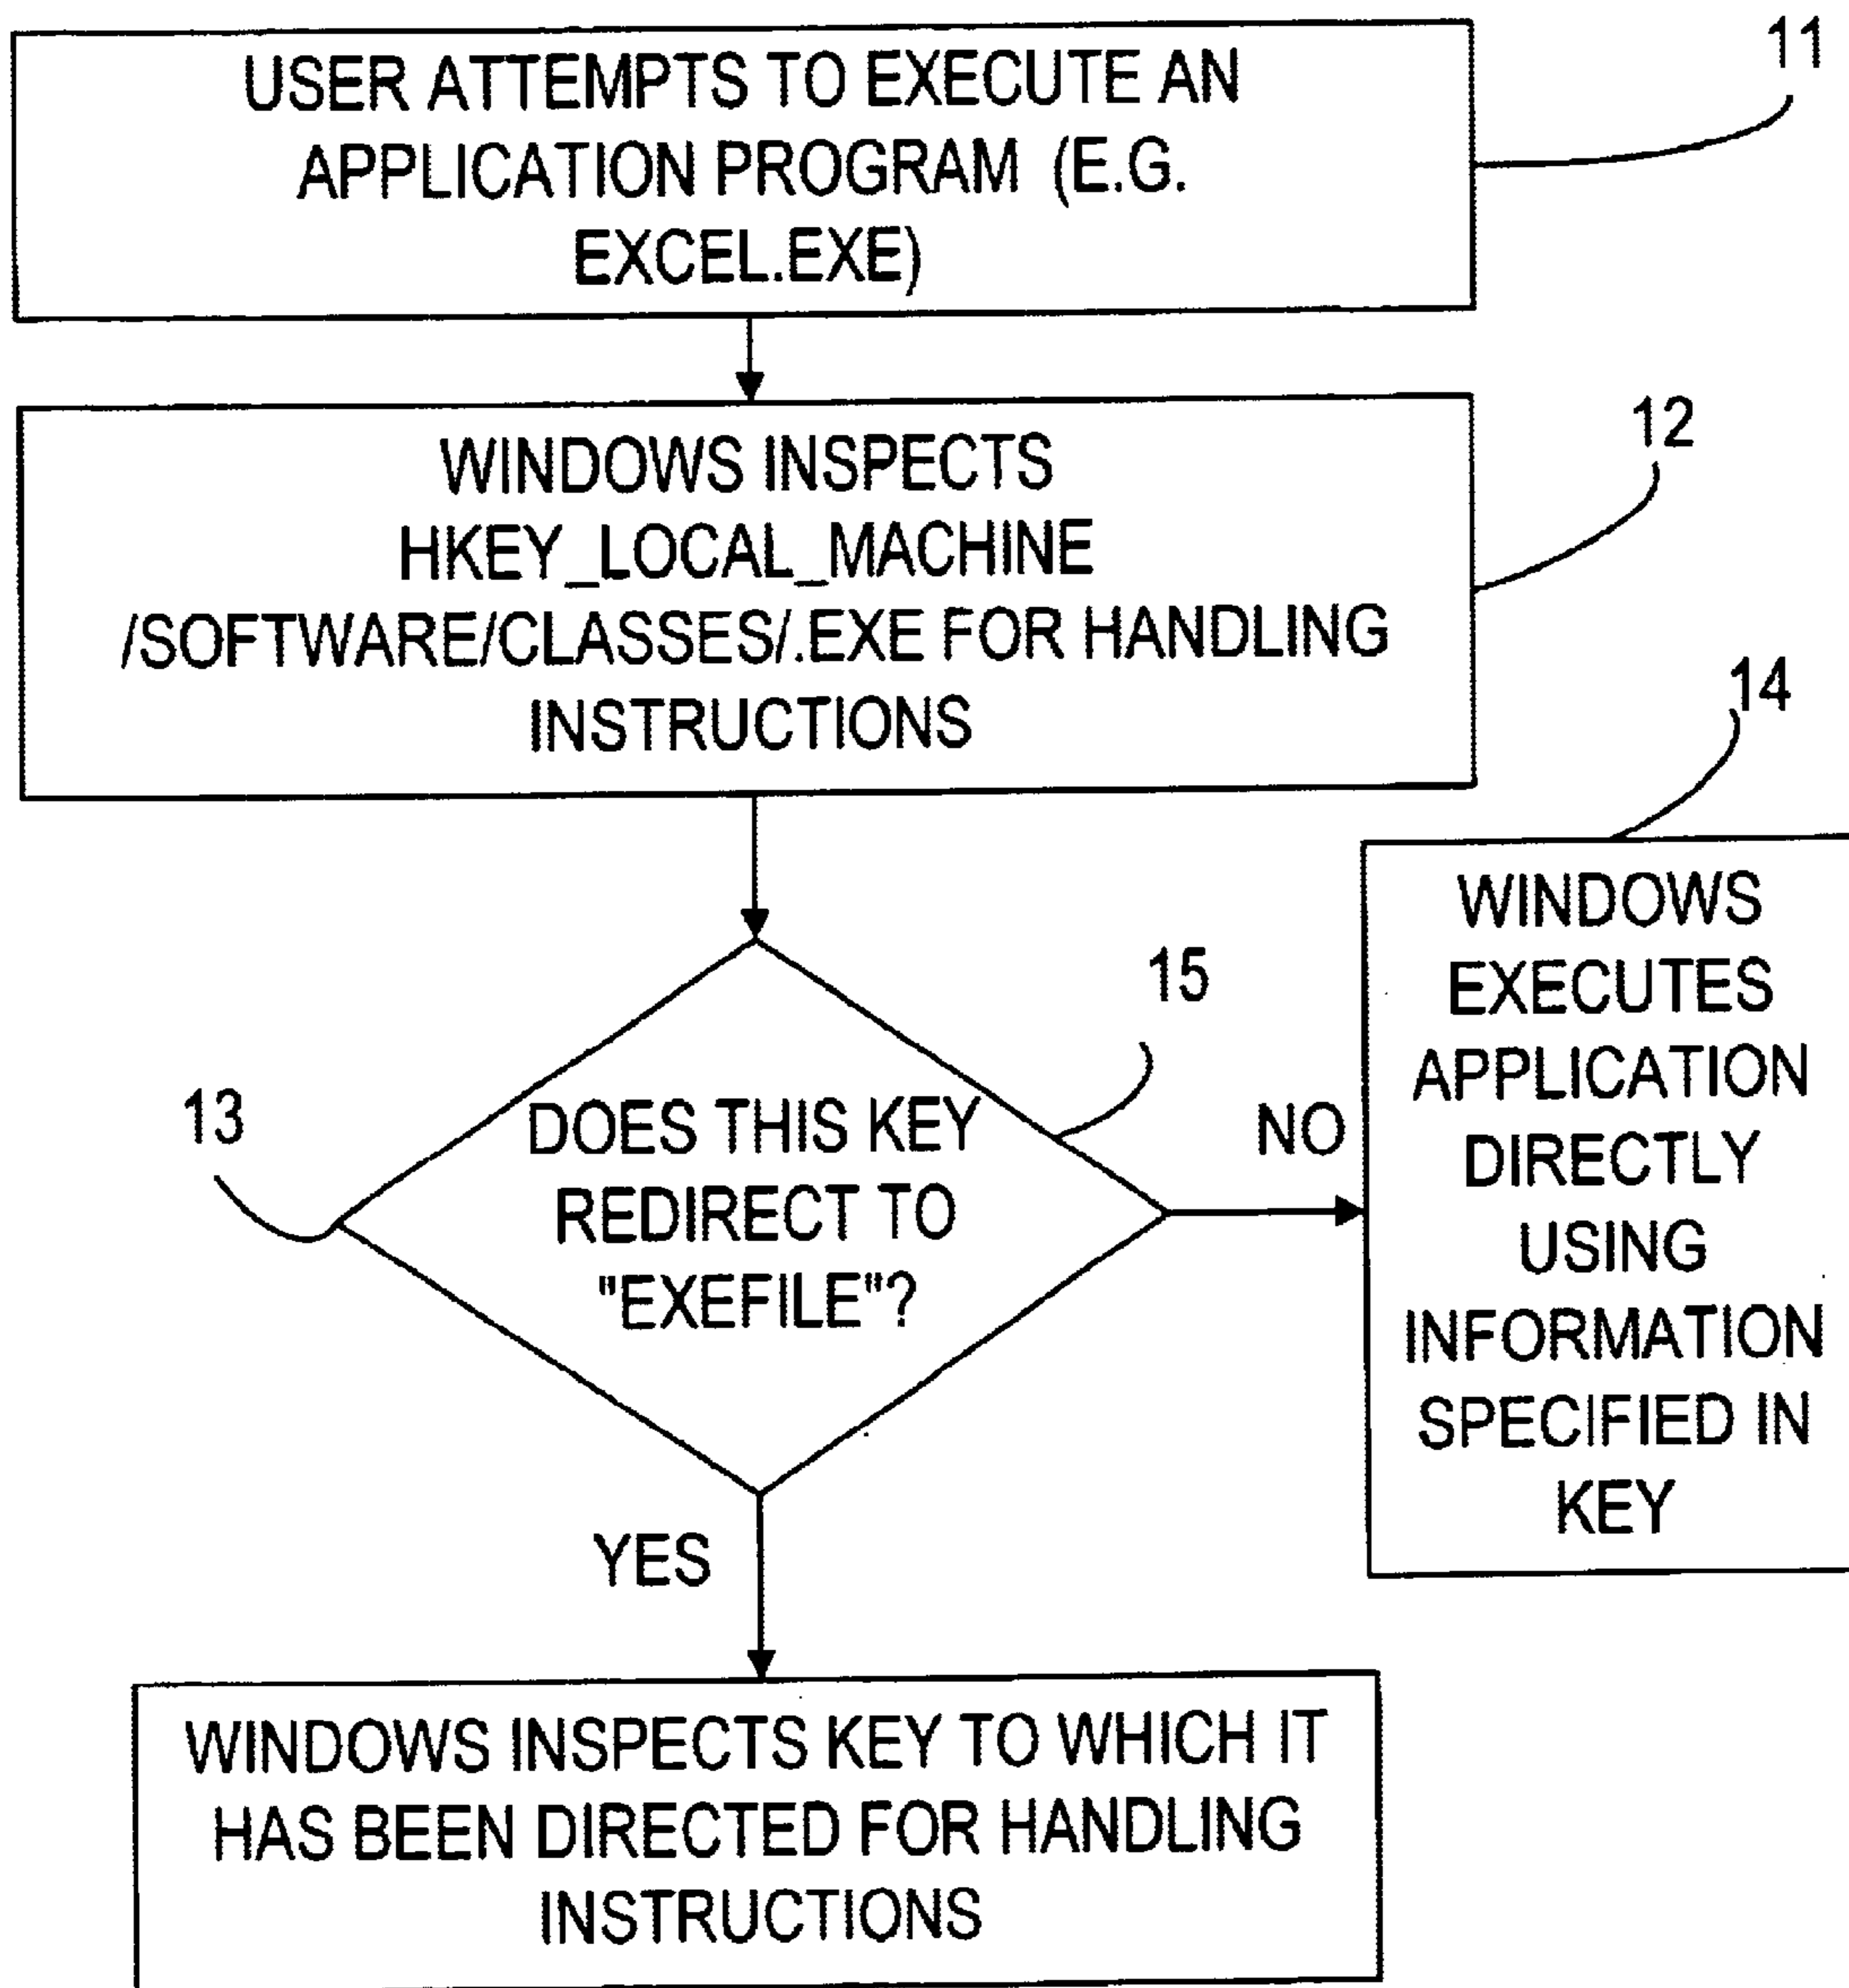 11
USER ATTEMPTS TO EXECUTE AN
APPLICATION PROGRAM (E.G.
EXCEL.EXE)
12
WINDOWS INSPECTS
HKEY_LOCAL_MACHINE
/SOFTWARE/CLASSES/.EXE FOR HANDLING
INSTRUCTIONS
14
WINDOWS
EXECUTES
APPLICATION
DIRECTLY
USING
INFORMATION
SPECIFIED IN
KEY
15
13
DOES THIS KEY
REDIRECT TO
"EXEFILE"?
NO
YES
WINDOWS INSPECTS KEY TO WHICH IT
HAS BEEN DIRECTED FOR HANDLING
INSTRUCTIONS